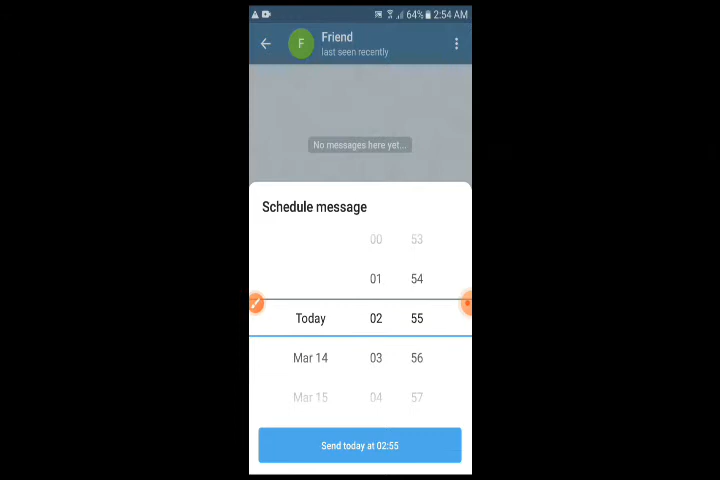 64% 2:54 AM
F
Friend
last seen recently
No messages here yet...
Schedule message
00 53
01 54
Today 02 55
Mar 14 03 56
Mar 15 04 57
Send today at 02:55